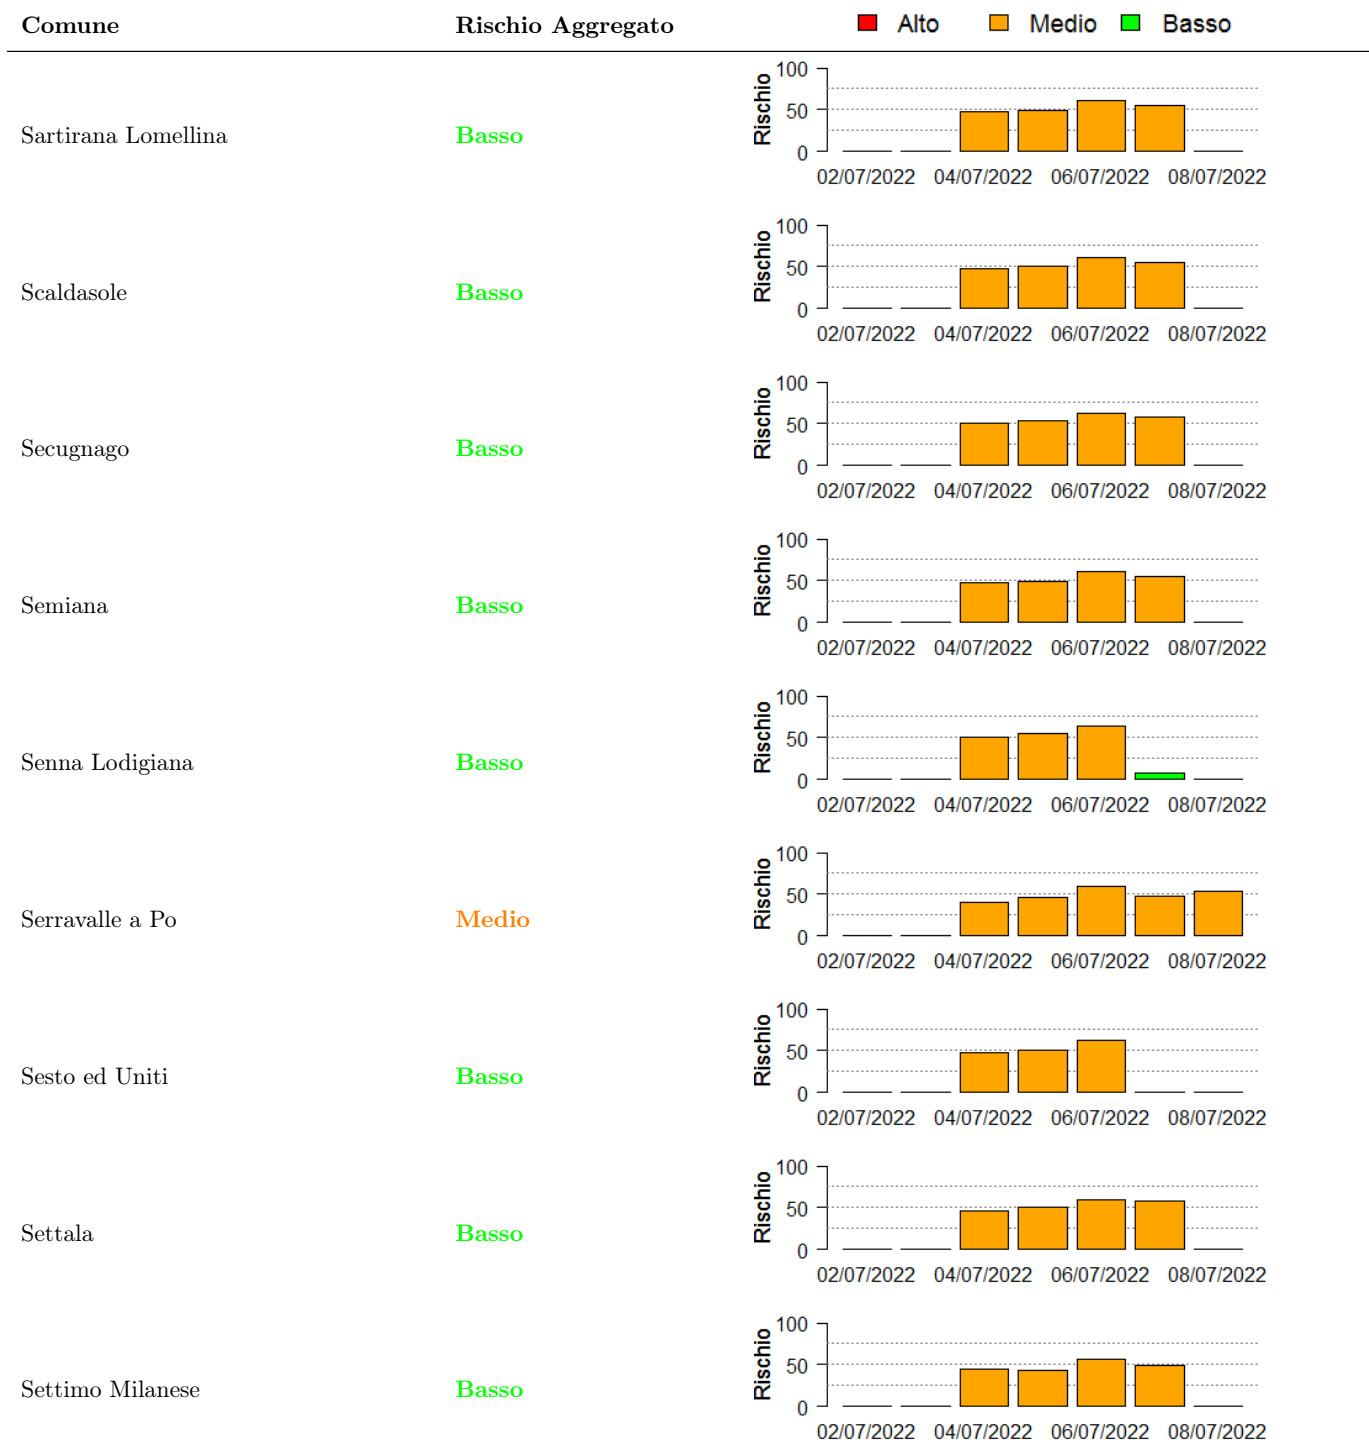 Comune Rischio Aggregato Alto Medio Basso
Sartirana Lomellina Basso Rischio 100 50 0
02/07/2022 04/07/2022 06/07/2022 08/07/2022
Scaldasole Basso Rischio 100 50 0
02/07/2022 04/07/2022 06/07/2022 08/07/2022
Secugnago Basso Rischio 100 50 0
02/07/2022 04/07/2022 06/07/2022 08/07/2022
Semiana Basso Rischio 100 50 0
02/07/2022 04/07/2022 06/07/2022 08/07/2022
Senna Lodigiana Basso Rischio 100 50 0
02/07/2022 04/07/2022 06/07/2022 08/07/2022
Serravalle a Po Medio Rischio 100 50 0
02/07/2022 04/07/2022 06/07/2022 08/07/2022
Sesto ed Uniti Basso Rischio 100 50 0
02/07/2022 04/07/2022 06/07/2022 08/07/2022
Settala Basso Rischio 100 50 0
02/07/2022 04/07/2022 06/07/2022 08/07/2022
Settimo Milanese Basso Rischio 100 50 0
02/07/2022 04/07/2022 06/07/2022 08/07/2022